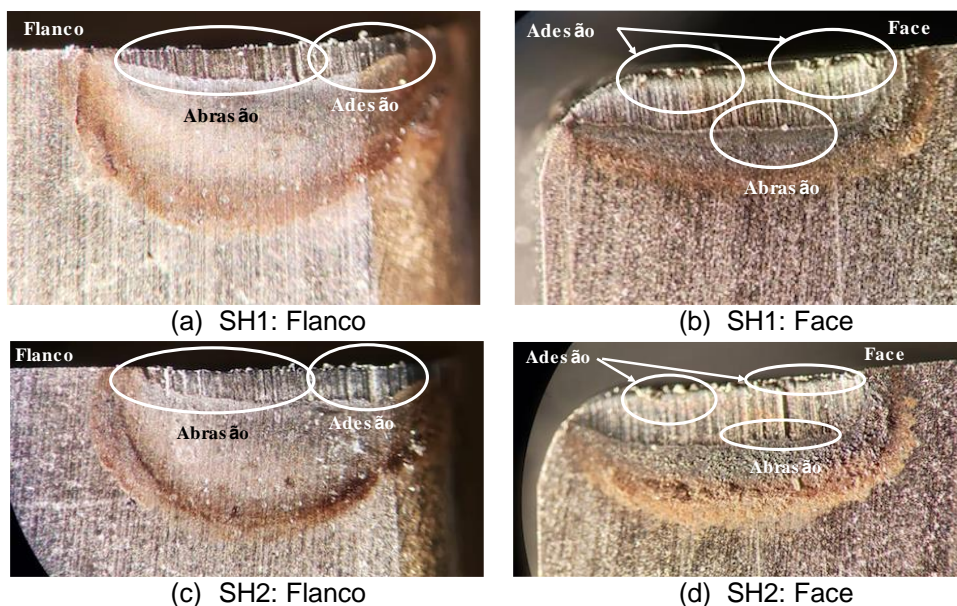 Flanco
Abrasão
Adesão
Adesão
Face
Abrasão
(a) SH1: Flanco
(b) SH1: Face
Flanco
Abrasão
Adesão
Adesão
Face
Abrasão
(c) SH2: Flanco
(d) SH2: Face